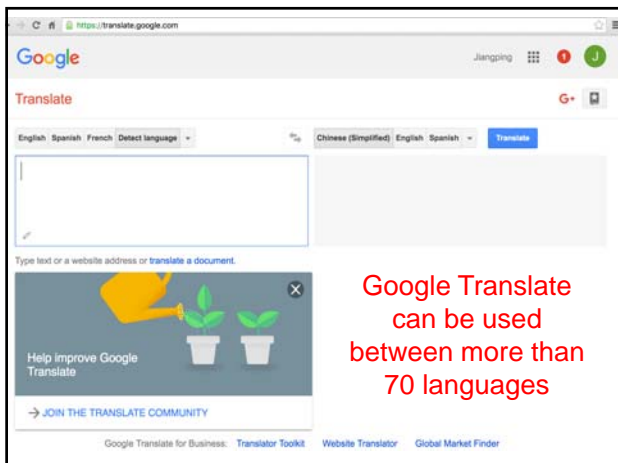 https://translate.google.com
Google
Jiangping
1
J
Translate
G+
English Spanish French Detect language
Chinese (Simplified) English Spanish
Translate
Type text or a website address or translate a document.
Help improve Google
Translate
JOIN THE TRANSLATE COMMUNITY
Google Translate
can be used
between more than
70 languages
Google Translate for Business: Translator Toolkit Website Translator Global Market Finder